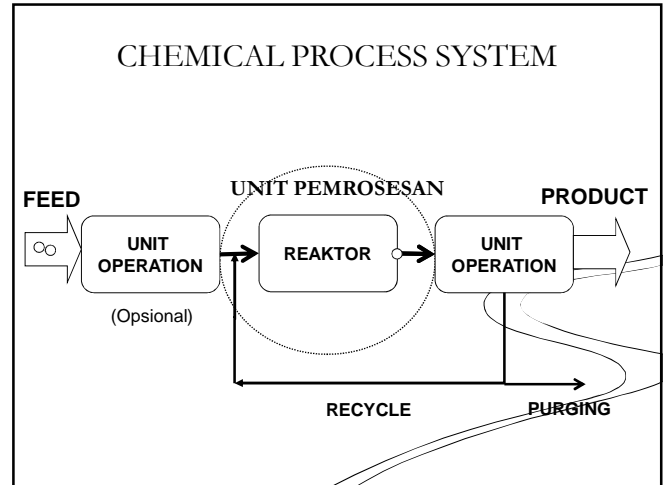 CHEMICAL PROCESS SYSTEM
UNIT PEMROSESAN
FEED
PRODUCT
UNIT
OPERATION
REAKTOR
UNIT
OPERATION
(Opsional)
RECYCLE
PURGING